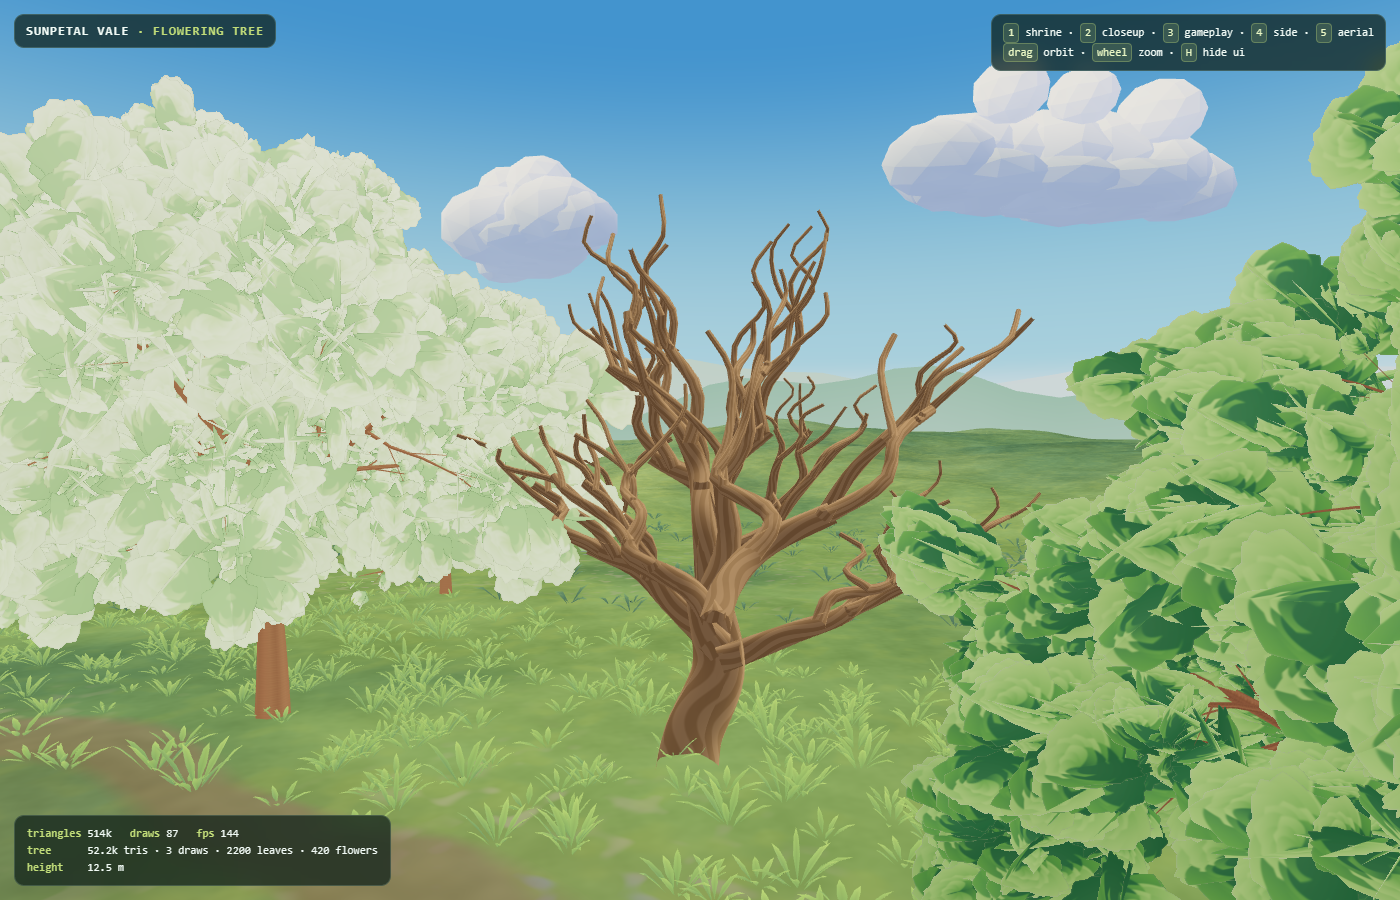 SUNPETAL VALE · FLOWERING TREE
1 shrine · 2 closeup · 3 gameplay · 4 side · 5 aerial
drag orbit · wheel zoom · H hide ui
triangles 514k draws 87 fps 144
tree 52.2k tris · 3 draws · 2200 leaves · 420 flowers
height 12.5 m